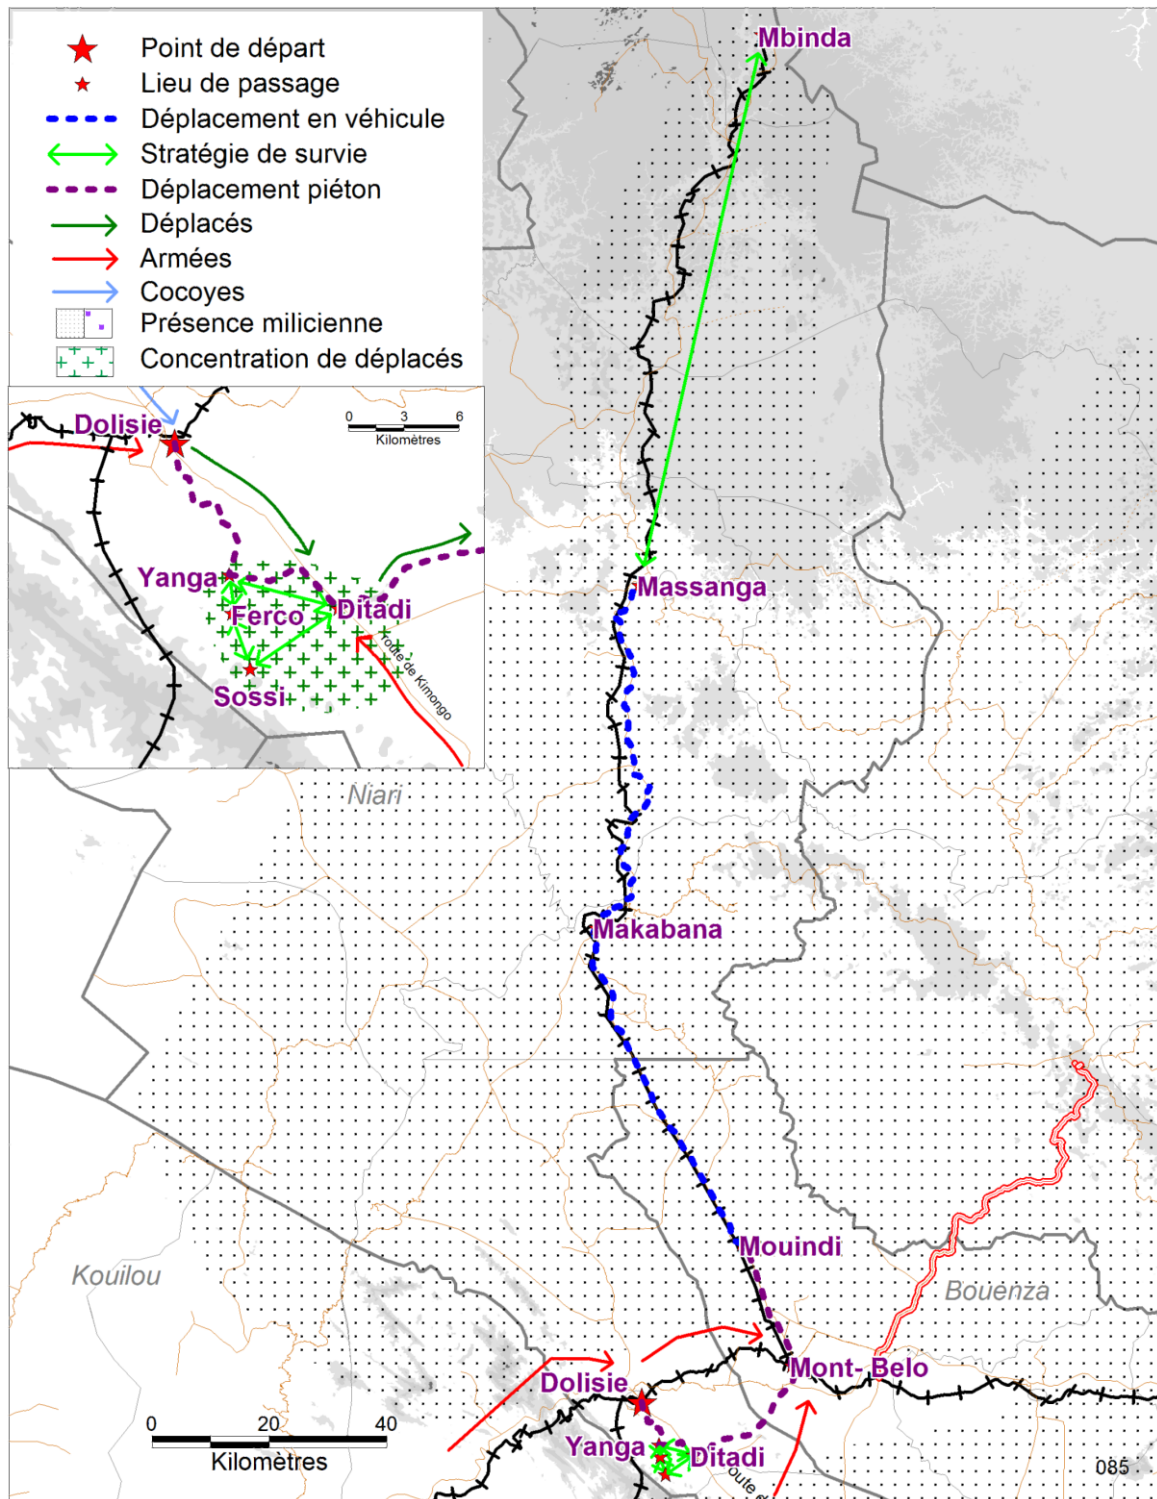 Point de départ
Lieu de passage
Déplacement en véhicule
Stratégie de survie
Déplacement piéton
Déplacés
Armées
Cocoyes
Présence milicienne
Concentration de déplacés
Mbinda
Dolisie
0 3 6
Kilomètres
Yanga
Ferco
Ditadi
Sossi
route de Kimongo
Massanga
Niari
Makabana
Mouindi
Kouilou
Bouenza
Mont- Belo
Dolisie
0 20 40
Kilomètres
Yanga
Ditadi
route d
085